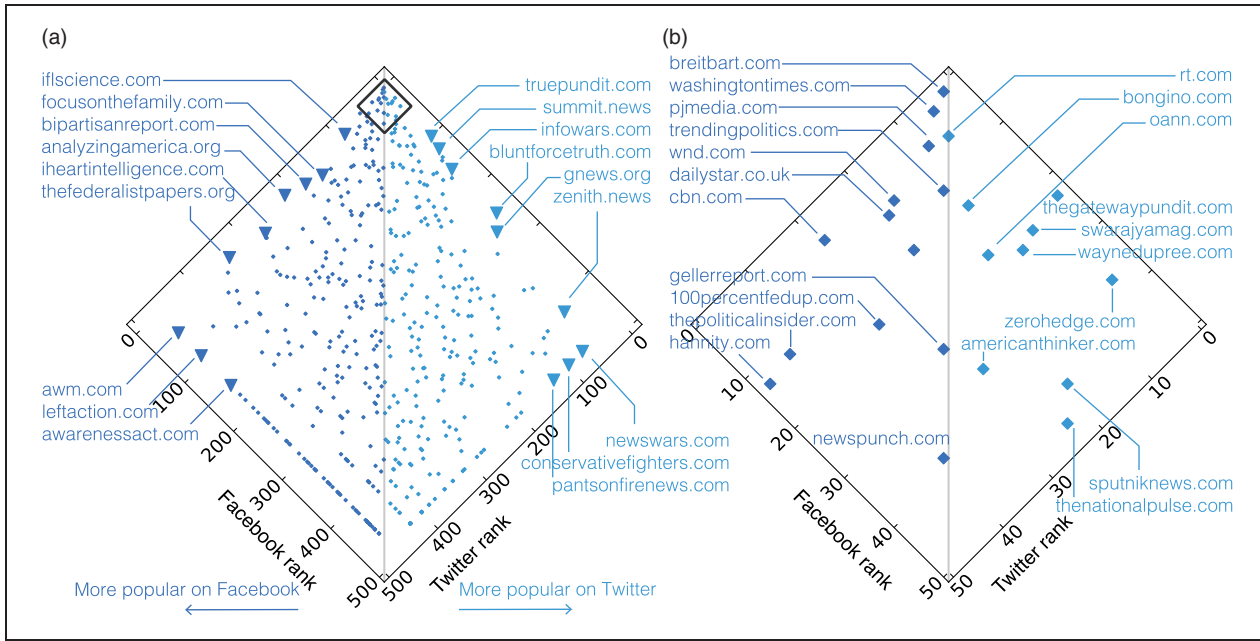 (a)
iflscience.com
focusonthefamily.com
bipartisanreport.com
analyzingamerica.org
iheartintelligence.com
thefederalistpapers.org
truepundit.com
summit.news
infowars.com
bluntforcetruth.com
gnews.org
zenith.news
0
0
awm.com
leftaction.com
awarenessact.com
newswars.com
conservativefighters.com
pantsonfirenews.com
100
200
300
400
500
Facebook rank
100
200
300
400
500
Twitter rank
More popular on Facebook
More popular on Twitter
(b)
breitbart.com
washingtontimes.com
pjmedia.com
trendingpolitics.com
wnd.com
dailystar.co.uk
cbn.com
rt.com
bongino.com
oann.com
thegatewaypundit.com
swarajyamag.com
waynedupree.com
gellerreport.com
100percentfedup.com
thepoliticalinsider.com
hannity.com
zerohedge.com
americanthinker.com
newspunch.com
sputniknews.com
thenationalpulse.com
0
10
20
30
40
50
Facebook rank
0
10
20
30
40
50
Twitter rank